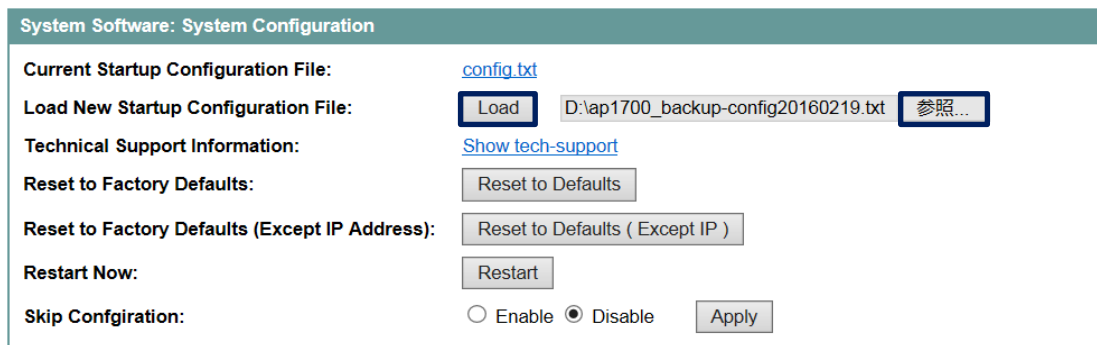 System Software: System Configuration
Current Startup Configuration File: config.txt
Load New Startup Configuration File: Load D:\ap1700_backup-config20160219.txt 参照...
Technical Support Information: Show tech-support
Reset to Factory Defaults: Reset to Defaults
Reset to Factory Defaults (Except IP Address): Reset to Defaults ( Except IP )
Restart Now: Restart
Skip Confgiration: Enable Disable Apply